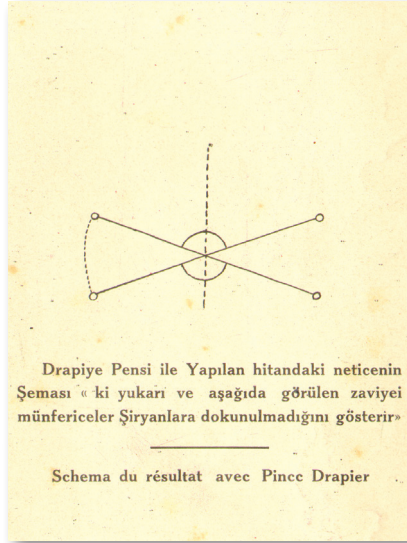 Drapiye Pensi ile Yapılan hitandaki neticenin
Şeması « ki yukarı ve aşağıda görülen zaviyei
münfericeler Şiryanlara dokunulmadığını gösterir»
Schema du résultat avec Pincc Drapier